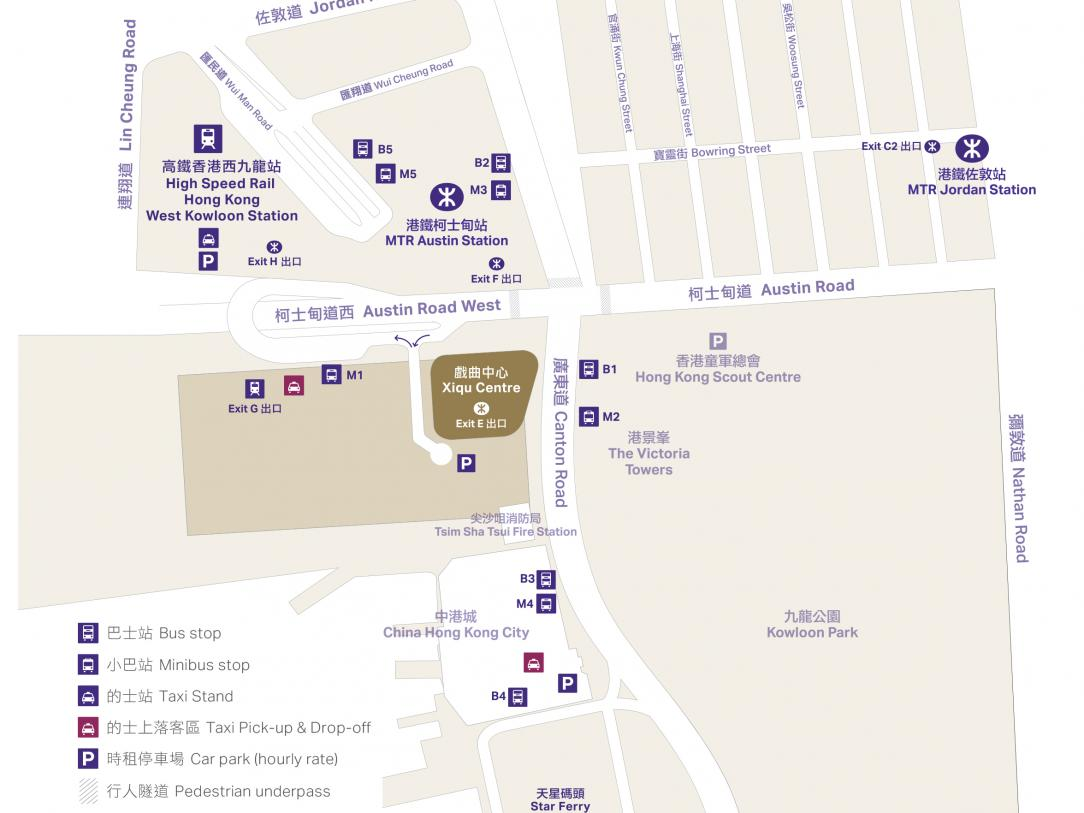 佐敦道 Jordan
連翔道 Lin Cheung Road
匯民道 Wui Man Road
匯翔道 Wui Cheung Road
官涌街 Kwun Chung Street
上海街 Shanghai Street
吳松街 Woosung Street
寶靈街 Bowring Street
Exit C2 出口
港鐵佐敦站
MTR Jordan Station
高鐵香港西九龍站
High Speed Rail
Hong Kong
West Kowloon Station
P
Exit H 出口
B5
M5
B2
M3
港鐵柯士甸站
MTR Austin Station
Exit F 出口
柯士甸道西 Austin Road West
柯士甸道 Austin Road
M1
Exit G 出口
戲曲中心
Xiqu Centre
Exit E 出口
P
廣東道 Canton Road
B1
M2
P
香港童軍總會
Hong Kong Scout Centre
港景峯
The Victoria
Towers
彌敦道 Nathan Road
尖沙咀消防局
Tsim Sha Tsui Fire Station
B3
M4
中港城
China Hong Kong City
P
B4
九龍公園
Kowloon Park
天星碼頭
Star Ferry
巴士站 Bus stop
小巴站 Minibus stop
的士站 Taxi Stand
的士上落客區 Taxi Pick-up & Drop-off
P 時租停車場 Car park (hourly rate)
行人隧道 Pedestrian underpass